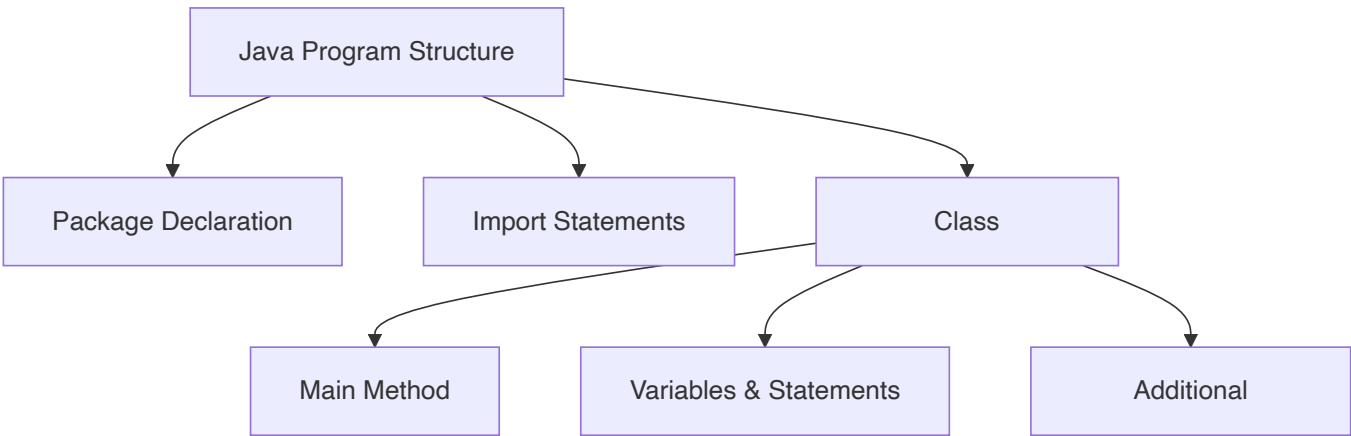 Java Program Structure
Package Declaration
Import Statements
Class
Main Method
Variables & Statements
Additional